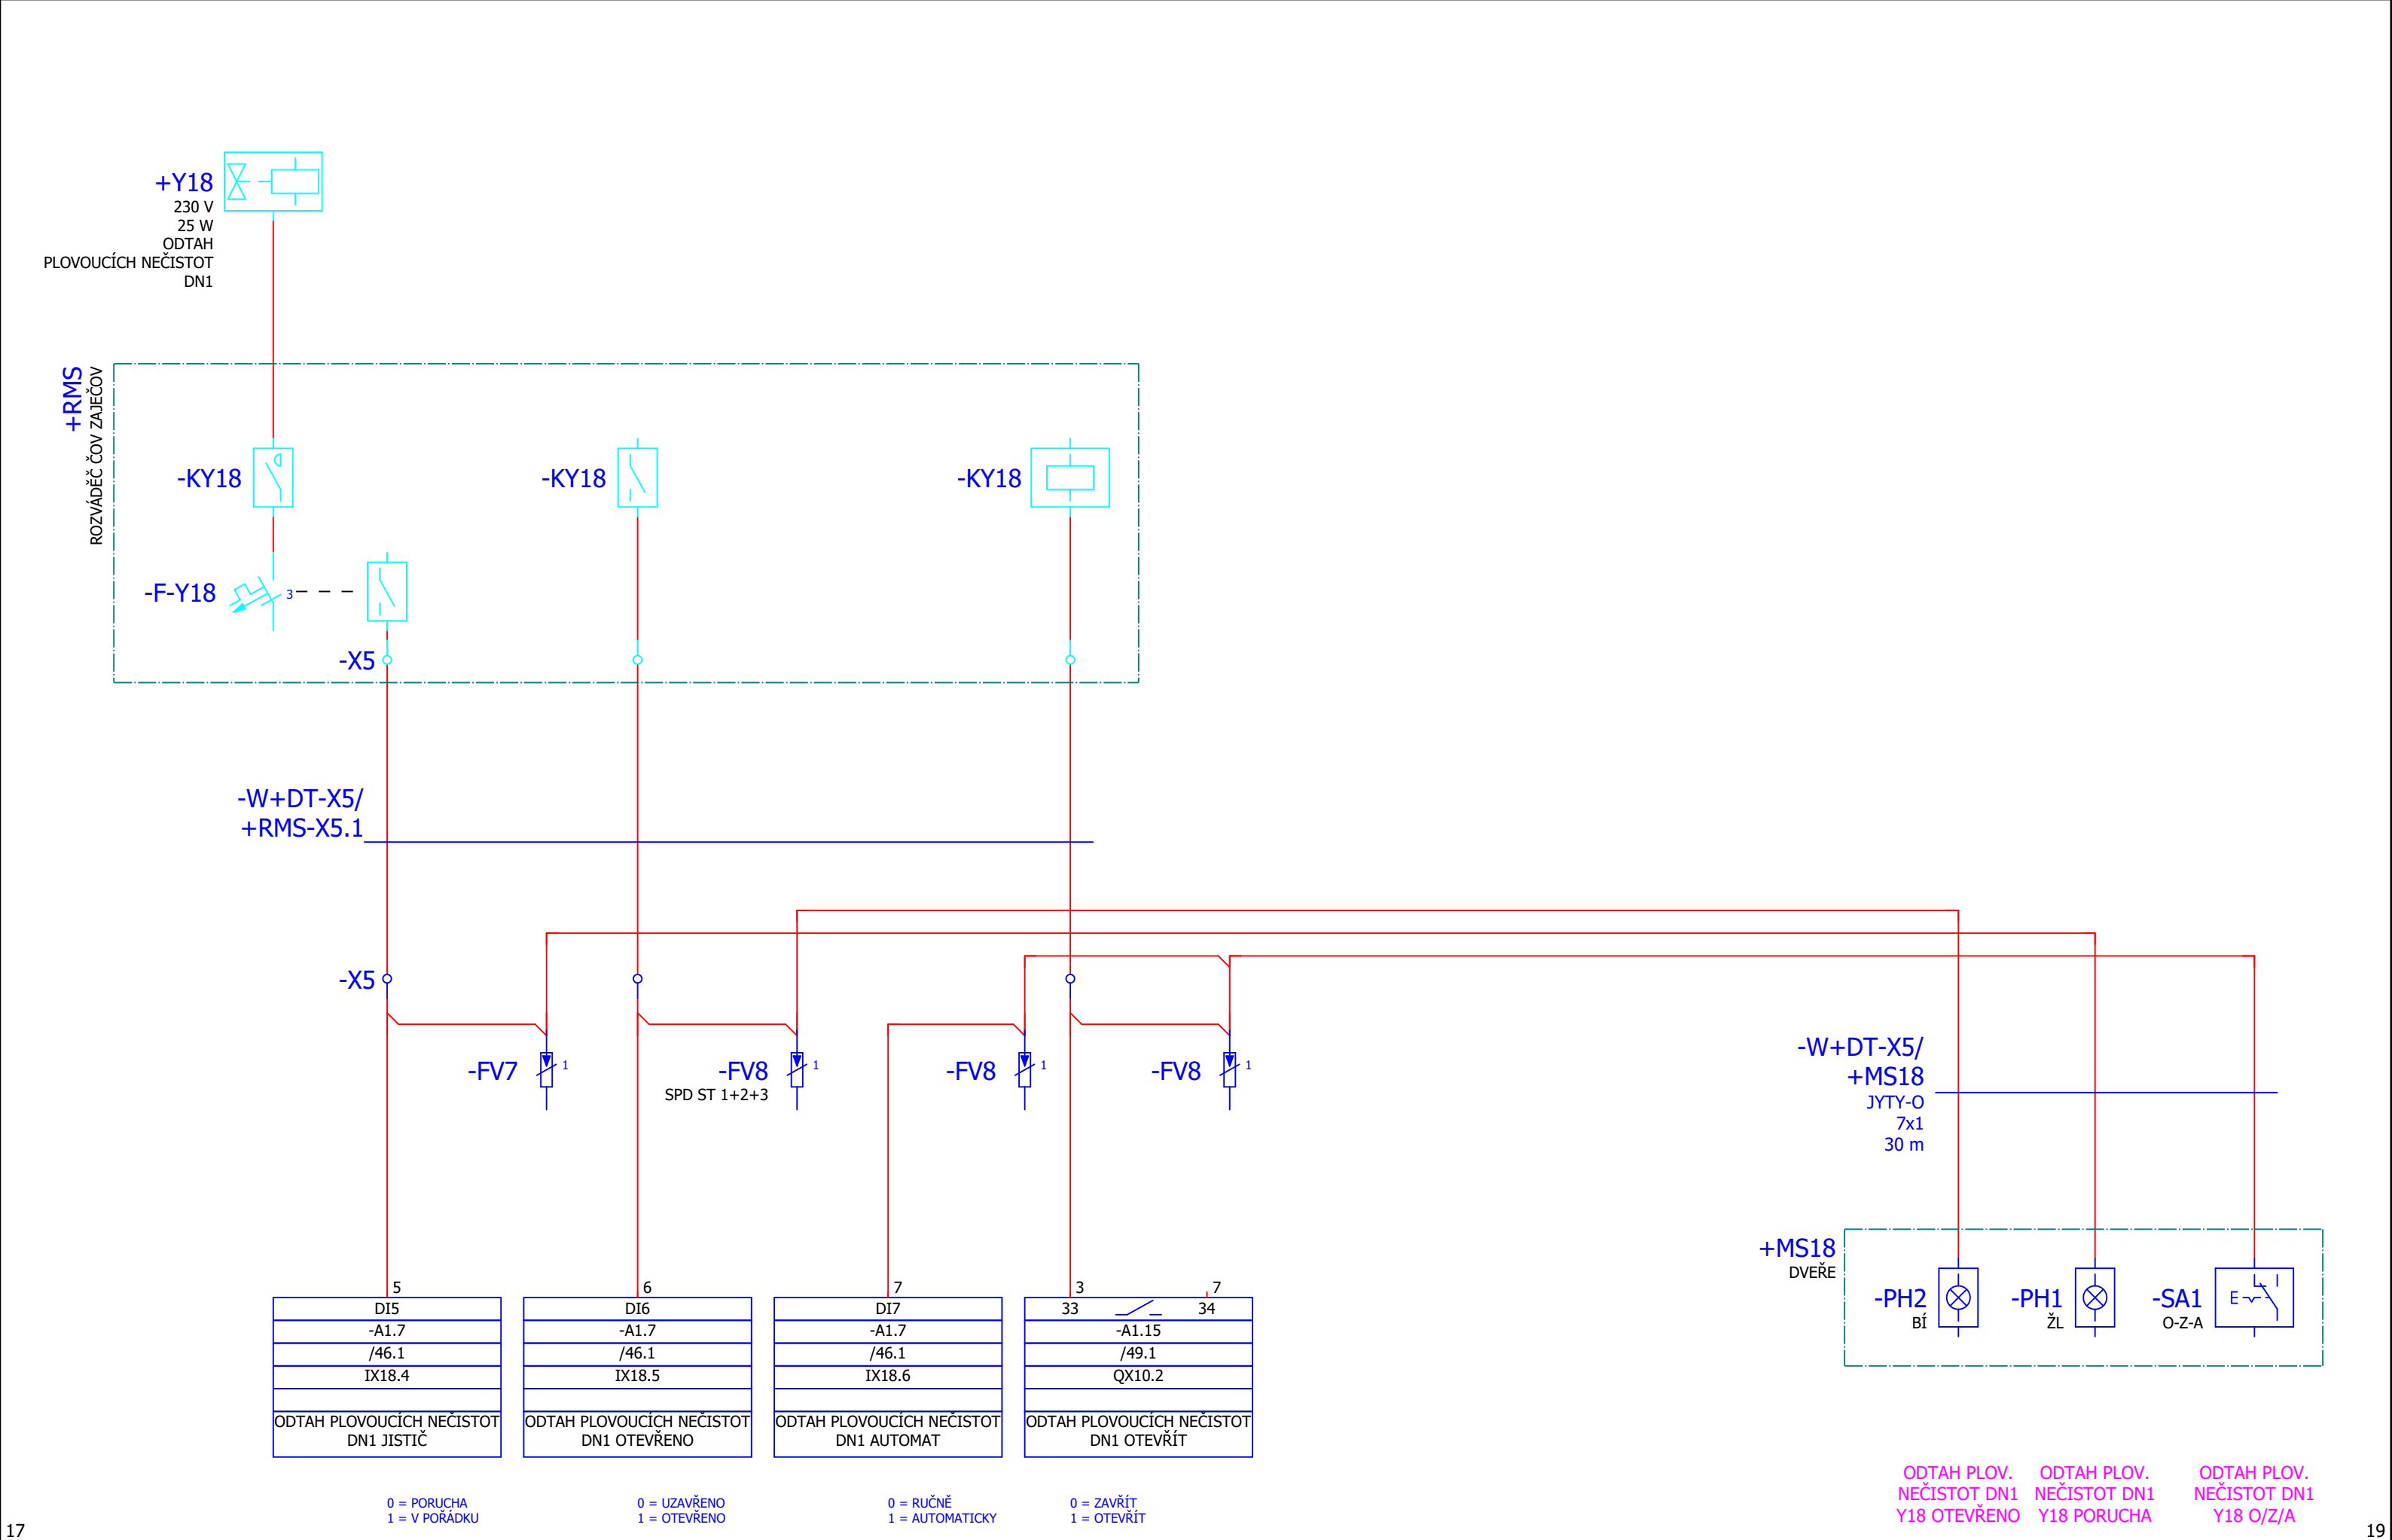 +Y18
230 V
25 W
ODTAH
PLOVOUCÍCH NEČISTOT
DN1
+RMS
ROZVÁDĚČ ČOV ZAJEČOV
-KY18
-KY18
-KY18
-F-Y18
3
-X5
-W+DT-X5/
+RMS-X5.1
-X5
-FV7
1
-FV8
1
SPD ST 1+2+3
-FV8
1
-FV8
1
-W+DT-X5/
+MS18
JYTY-O
7x1
30 m
+MS18
DVEŘE
-PH2
BÍ
-PH1
ŽL
-SA1
O-Z-A
E
5
DI5
-A1.7
/46.1
IX18.4
ODTAH PLOVOUCÍCH NEČISTOT
DN1 JISTIČ
6
DI6
-A1.7
/46.1
IX18.5
ODTAH PLOVOUCÍCH NEČISTOT
DN1 OTEVŘENO
7
DI7
-A1.7
/46.1
IX18.6
ODTAH PLOVOUCÍCH NEČISTOT
DN1 AUTOMAT
3 7
33 34
-A1.15
/49.1
QX10.2
ODTAH PLOVOUCÍCH NEČISTOT
DN1 OTEVŘÍT
0 = PORUCHA
1 = V POŘÁDKU
0 = UZAVŘENO
1 = OTEVŘENO
0 = RUČNĚ
1 = AUTOMATICKY
0 = ZAVŘÍT
1 = OTEVŘÍT
ODTAH PLOV.
NEČISTOT DN1
Y18 OTEVŘENO
ODTAH PLOV.
NEČISTOT DN1
Y18 PORUCHA
ODTAH PLOV.
NEČISTOT DN1
Y18 O/Z/A
17
19